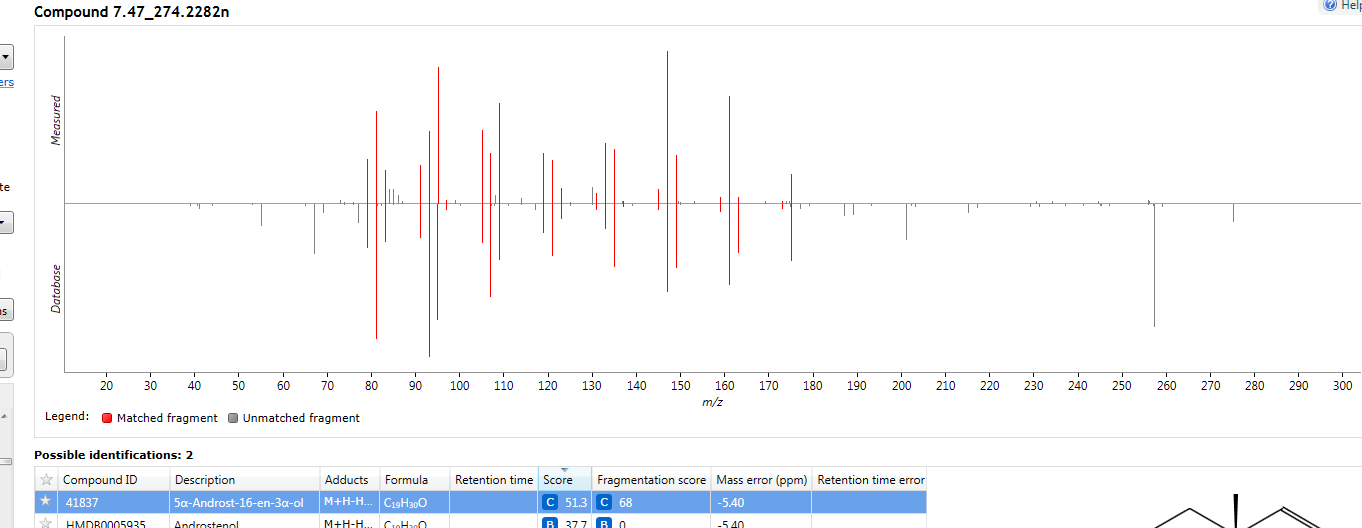 Compound 7.47_274.2282n
Help
ers
Measured
te
Database
ns
20 30 40 50 60 70 80 90 100 110 120 130 140 150 160 170 180 190 200 210 220 230 240 250 260 270 280 290 300
m/z
Legend: Matched fragment Unmatched fragment
Possible identifications: 2
Compound ID Description Adducts Formula Retention time Score Fragmentation score Mass error (ppm) Retention time error
41837 5α-Androst-16-en-3α-ol M+H-H... C₁₉H₃₀O C 51.3 C 68 -5.40
HMDB0005935 Androstenol M+H-H... C₁₉H₃₀O B 37.7 B 0 -5.40